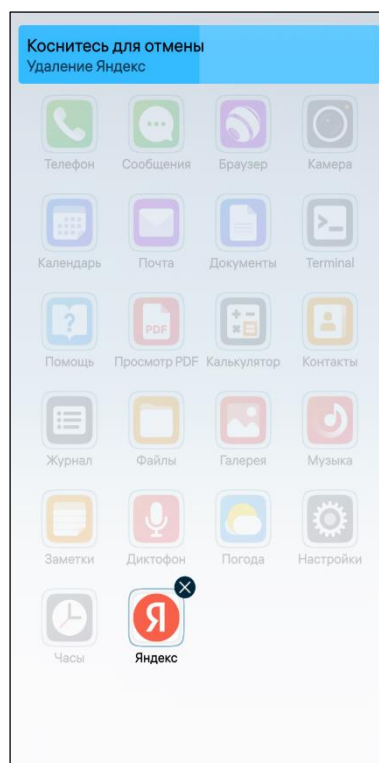 Коснитесь для отмены
Удаление Яндекс
Телефон Сообщения Браузер Камера
Календарь Почта Документы Terminal
PDF
Помощь Просмотр PDF Калькулятор Контакты
Журнал Файлы Галерея Музыка
Заметки Диктофон Погода Настройки
Я
Часы Яндекс